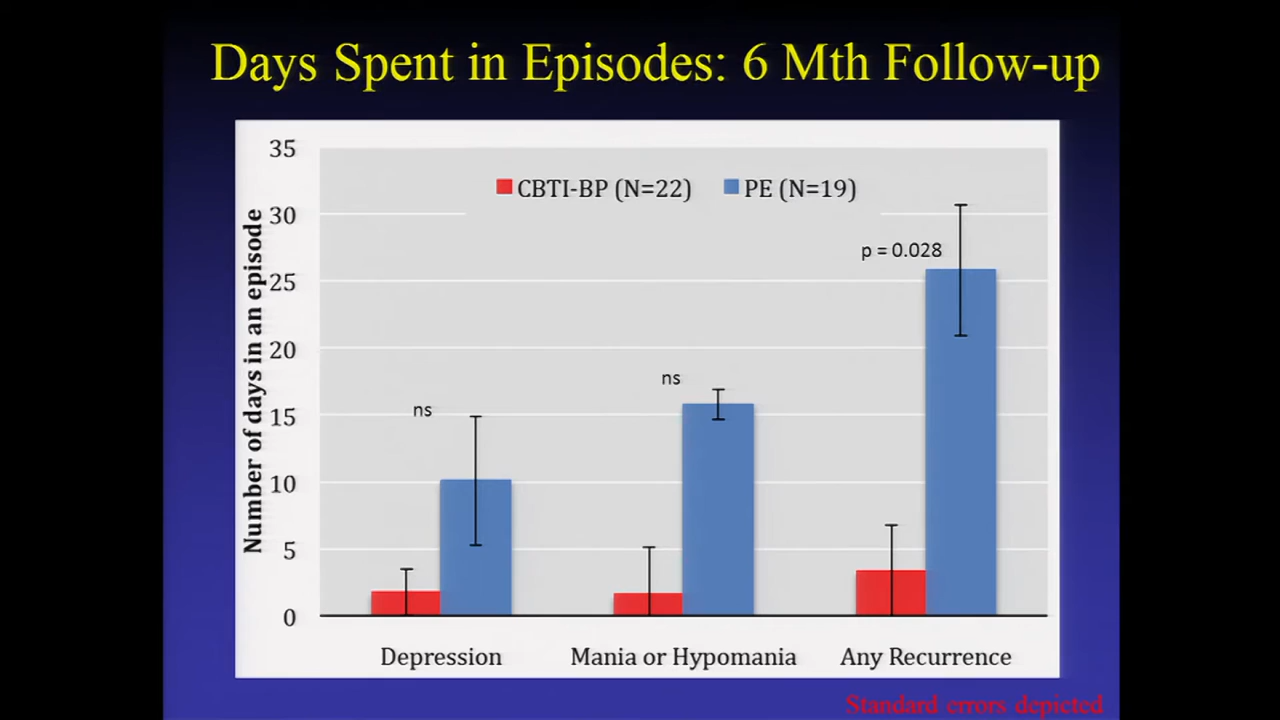 Days Spent in Episodes: 6 Mth Follow-up
CBTI-BP (N=22) PE (N=19)
Number of days in an episode
35
30
25
20
15
10
5
0
ns
ns
p = 0.028
Depression Mania or Hypomania Any Recurrence
Standard errors depicted